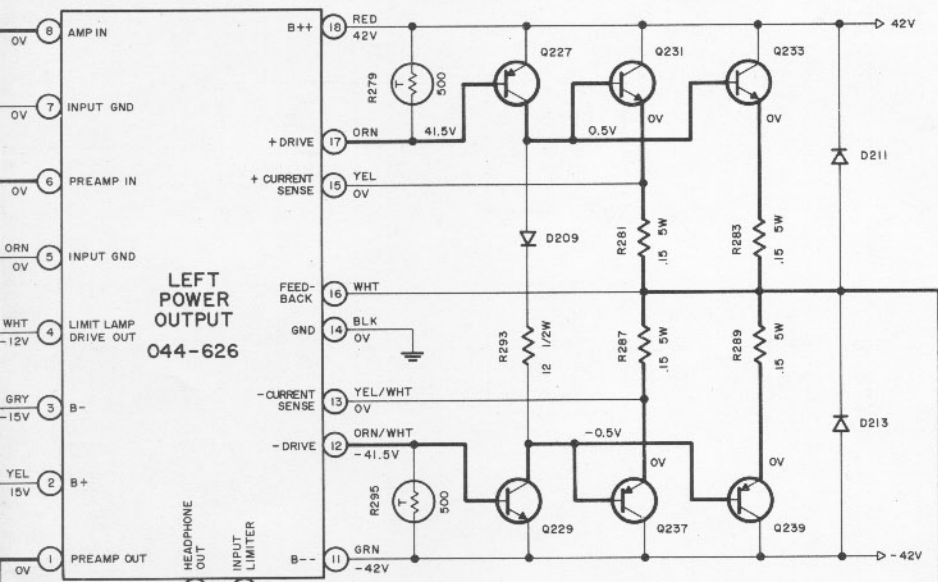 8 AMP IN
0V
7 INPUT GND
0V
6 PREAMP IN
0V
ORN
5 INPUT GND
0V
WHT
4 LIMIT LAMP
DRIVE OUT
-12V
GRY
3 B-
-15V
YEL
2 B+
15V
1 PREAMP OUT
0V
LEFT
POWER
OUTPUT
044-626
HEADPHONE
OUT
INPUT
LIMITER
B++ 18 RED
42V
+DRIVE 17 ORN
41.5V
+ CURRENT
SENSE
15 YEL
0V
FEED-
BACK
16 WHT
GND 14 BLK
0V
-CURRENT
SENSE
13 YEL/WHT
0V
-DRIVE 12 ORN/WHT
-41.5V
B-- 11 GRN
-42V
R279
T
500
Q227
Q231
Q233
42V
0.5V
0V
0V
D211
D209
R281
.15 5W
R283
.15 5W
R293
12 1/2W
R287
.15 5W
R289
.15 5W
D213
-0.5V
0V
0V
R295
T
500
Q229
Q237
Q239
-42V